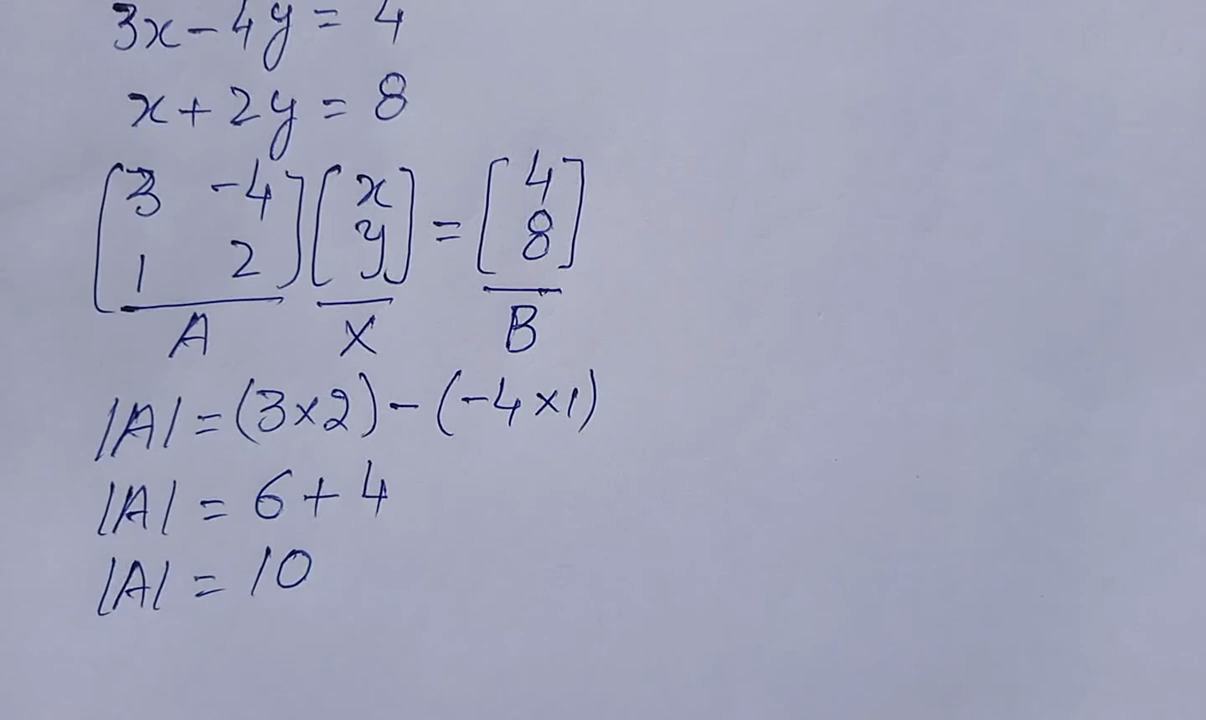 3x-4y = 4
x+2y = 8
[3 -4] [x] = [4]
[1 2] [y] [8]
A X B
|A| = (3×2) - (-4×1)
|A| = 6+4
|A| = 10